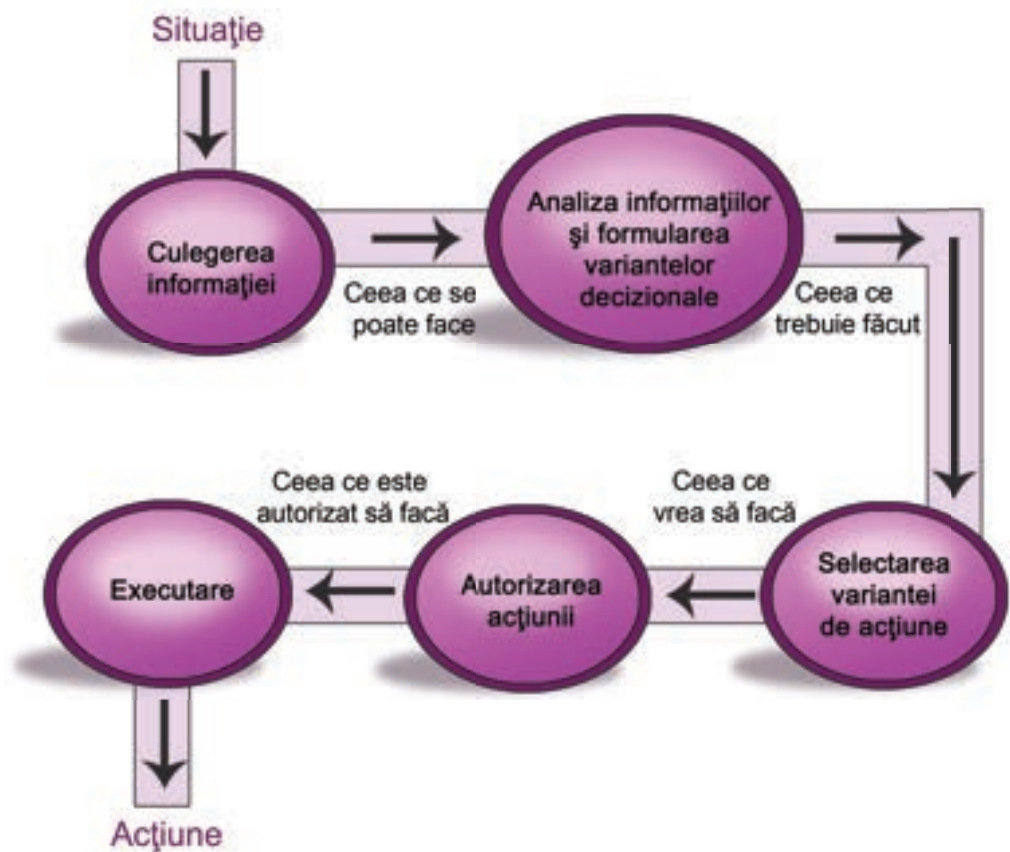 Situaţie
Culegerea
informaţiei
Ceea ce se
poate face
Analiza informaţiilor
şi formularea
variantelor
decizionale
Ceea ce
trebuie făcut
Selectarea
variantei
de acţiune
Ceea ce
vrea să facă
Autorizarea
acţiunii
Ceea ce este
autorizat să facă
Executare
Acţiune